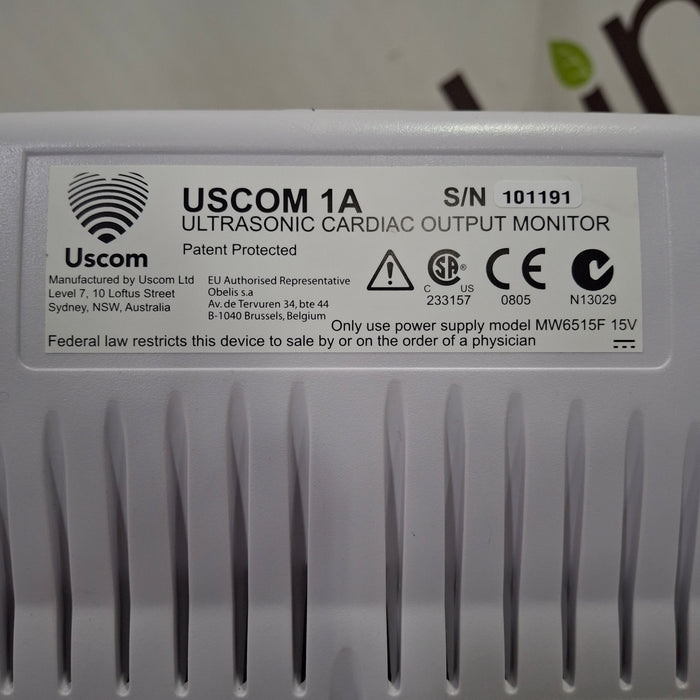 USCOM 1A S/N 101191
ULTRASONIC CARDIAC OUTPUT MONITOR
Uscom
Patent Protected
Manufactured by Uscom Ltd
Level 7, 10 Loftus Street
Sydney, NSW, Australia
EU Authorised Representative
Obelis s.a
Av. de Tervuren 34, bte 44
B-1040 Brussels, Belgium
SA
C US
233157
CE
0805
N13029
Only use power supply model MW6515F 15V
Federal law restricts this device to sale by or on the order of a physician